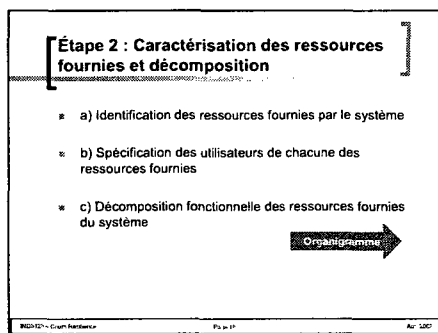 Étape 2 : Caractérisation des ressources
fournies et décomposition
a) Identification des ressources fournies par le système
b) Spécification des utilisateurs de chacune des
ressources fournies
c) Décomposition fonctionnelle des ressources fournies
du système
Organigramme